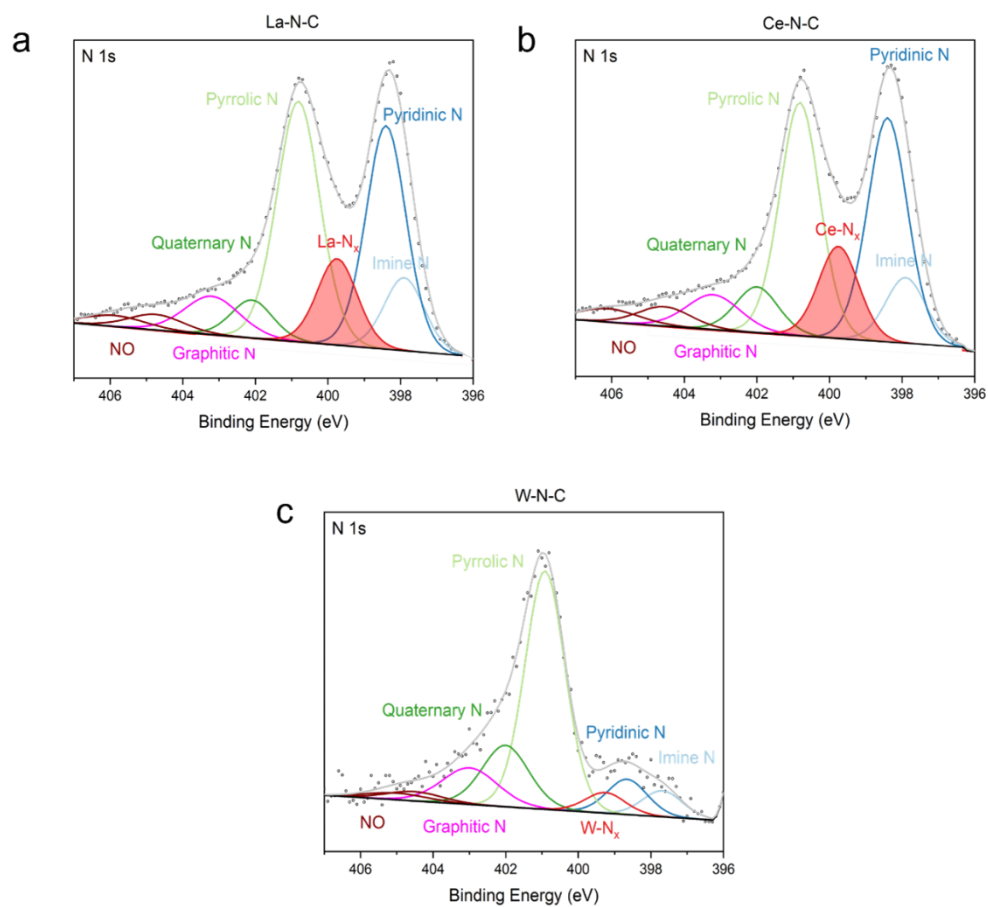 La-N-C
a
N 1s
Pyrrolic N
Pyridinic N
Quaternary N
La-Nₓ
Imine N
NO
Graphitic N
406 404 402 400 398 396
Binding Energy (eV)
Ce-N-C
b
N 1s
Pyridinic N
Pyrrolic N
Ce-Nₓ
Quaternary N
Imine N
NO
Graphitic N
406 404 402 400 398 396
Binding Energy (eV)
W-N-C
c
N 1s
Pyrrolic N
Quaternary N
Pyridinic N
Imine N
NO
Graphitic N
W-Nₓ
406 404 402 400 398 396
Binding Energy (eV)